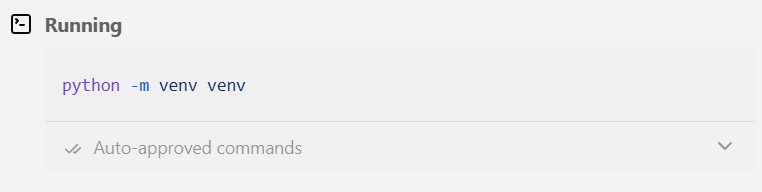 Running
python -m venv venv
Auto-approved commands